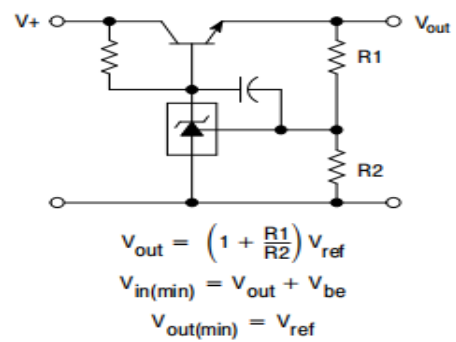 V+
Vout
R1
R2
Vout = (1 + R1/R2) Vref
Vin(min) = Vout + Vbe
Vout(min) = Vref